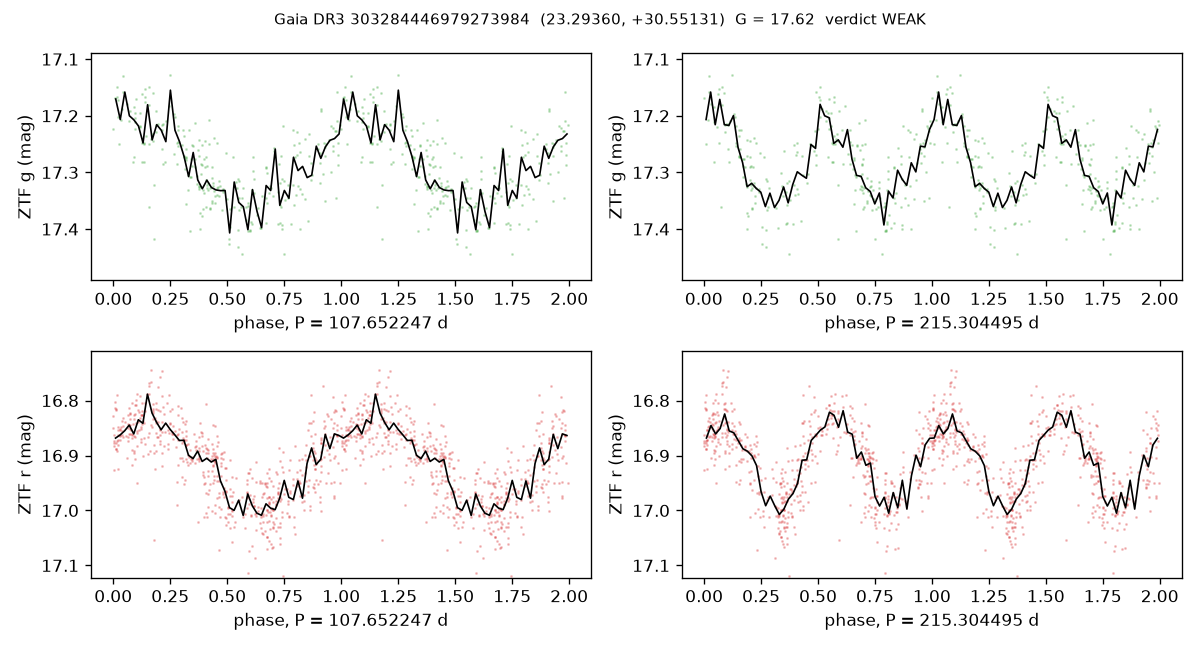 Gaia DR3 303284446979273984 (23.29360, +30.55131) G = 17.62 verdict WEAK
17.1
17.2
17.3
17.4
ZTF g (mag)
0.00 0.25 0.50 0.75 1.00 1.25 1.50 1.75 2.00
phase, P = 107.652247 d
17.1
17.2
17.3
17.4
ZTF g (mag)
0.00 0.25 0.50 0.75 1.00 1.25 1.50 1.75 2.00
phase, P = 215.304495 d
16.8
16.9
17.0
17.1
ZTF r (mag)
0.00 0.25 0.50 0.75 1.00 1.25 1.50 1.75 2.00
phase, P = 107.652247 d
16.8
16.9
17.0
17.1
ZTF r (mag)
0.00 0.25 0.50 0.75 1.00 1.25 1.50 1.75 2.00
phase, P = 215.304495 d